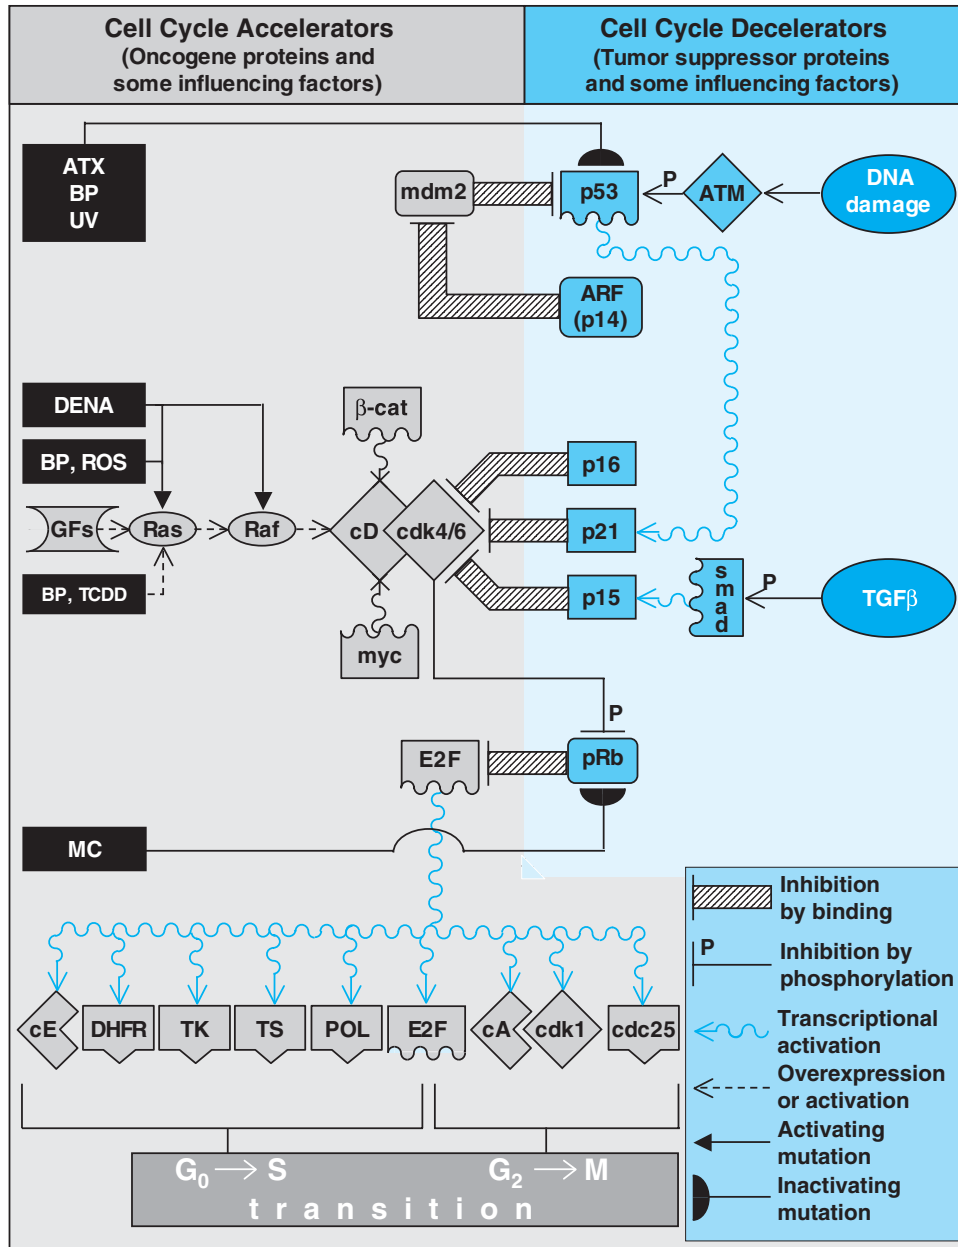 Cell Cycle Accelerators
(Oncogene proteins and
some influencing factors)
Cell Cycle Decelerators
(Tumor suppressor proteins
and some influencing factors)
ATX
BP
UV
mdm2
p53
P
ATM
DNA
damage
ARF
(p14)
DENA
β-cat
BP, ROS
p16
GFs
Ras
Raf
cD
cdk4/6
p21
BP, TCDD
p15
smad
P
TGFβ
myc
P
E2F
pRb
MC
Inhibition
by binding
P
Inhibition by
phosphorylation
Transcriptional
activation
Overexpression
or activation
Activating
mutation
Inactivating
mutation
cE
DHFR
TK
TS
POL
E2F
cA
cdk1
cdc25
G0 → S
G2 → M
transition